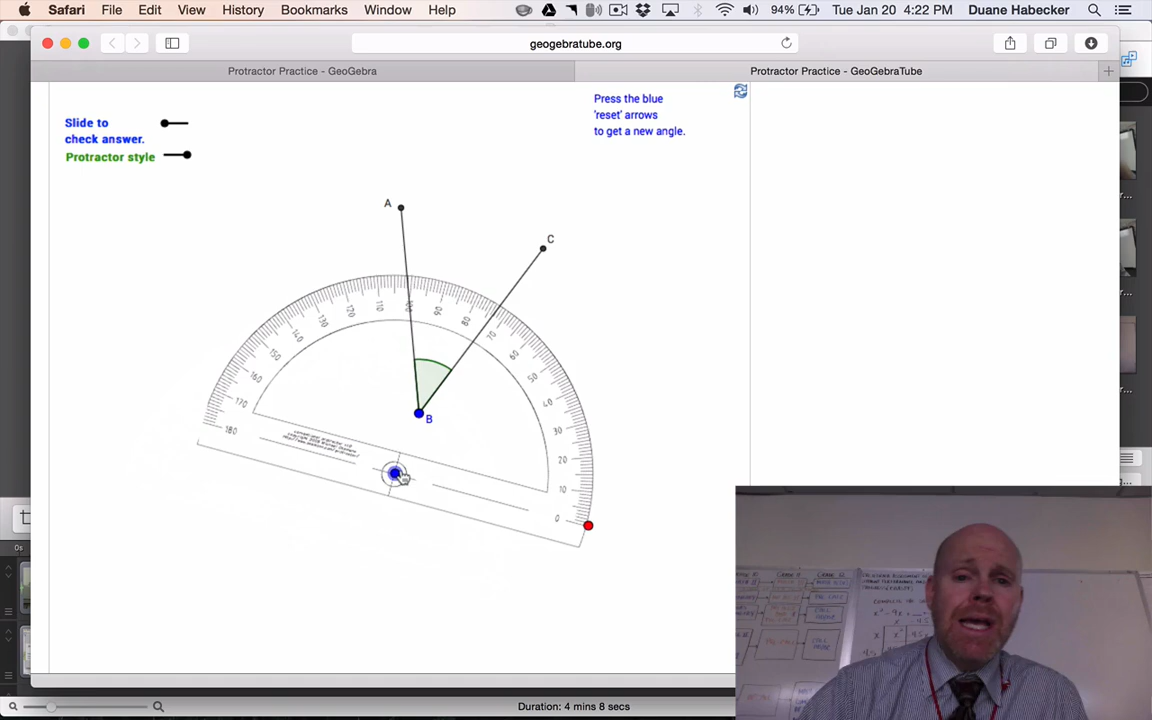 Safari File Edit View History Bookmarks Window Help 94% Tue Jan 20 4:22 PM Duane Habecker
geogebratube.org
Protractor Practice - GeoGebra
Protractor Practice - GeoGebraTube
Slide to
check answer.
Protractor style
Press the blue
'reset' arrows
to get a new angle.
A
C
B
180 170 160 150 140 130 120 110 100 90 80 70 60 50 40 30 20 10 0
0s
Duration: 4 mins 8 secs